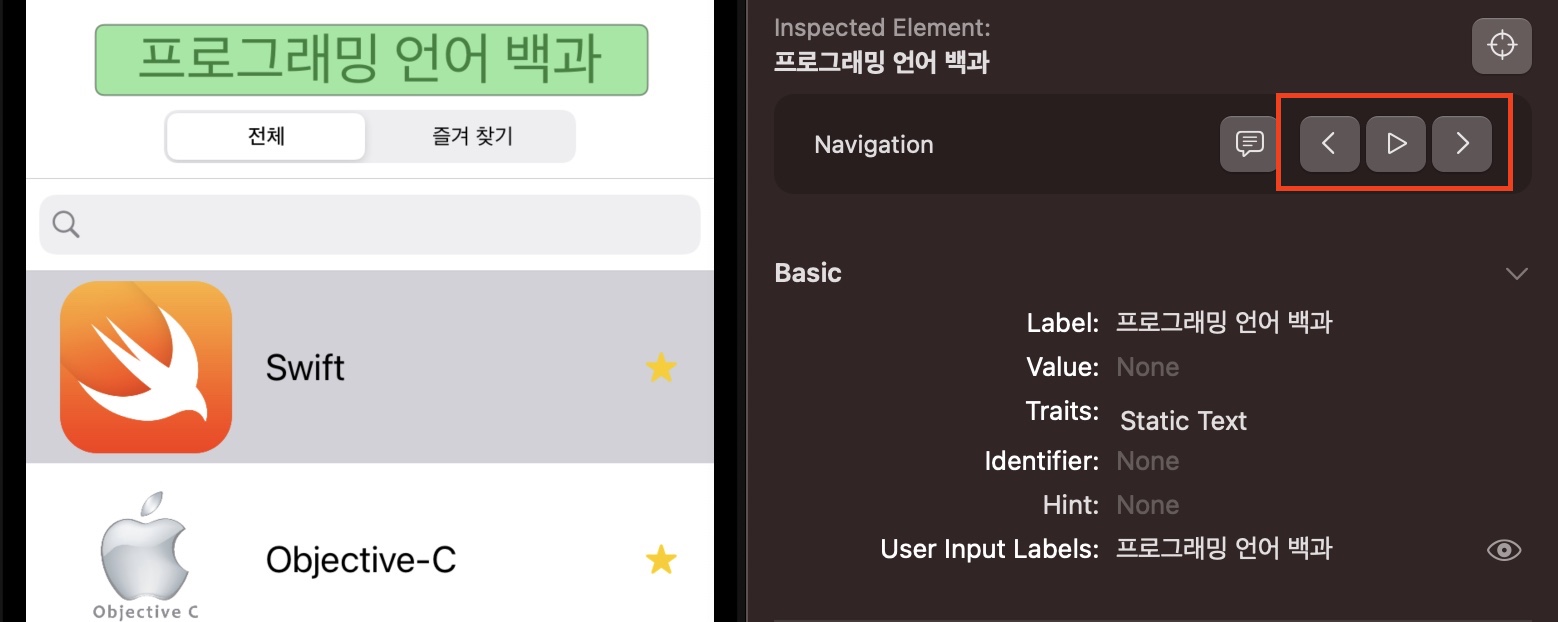 프로그래밍 언어 백과
전체
즐겨 찾기
Swift
Objective-C
Objective C
Inspected Element:
프로그래밍 언어 백과
Navigation
Basic
Label: 프로그래밍 언어 백과
Value: None
Traits: Static Text
Identifier: None
Hint: None
User Input Labels: 프로그래밍 언어 백과